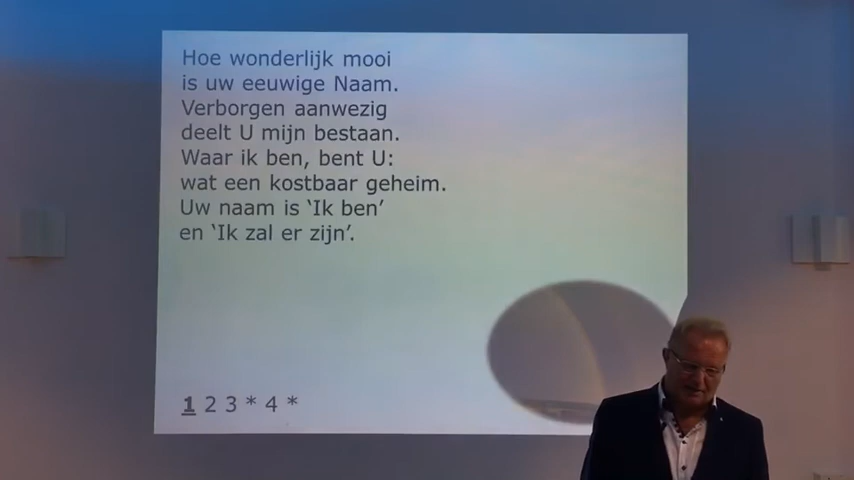 Hoe wonderlijk mooi
is uw eeuwige Naam.
Verborgen aanwezig
deelt U mijn bestaan.
Waar ik ben, bent U:
wat een kostbaar geheim.
Uw naam is ‘Ik ben’
en ‘Ik zal er zijn’.
1 2 3 * 4 *